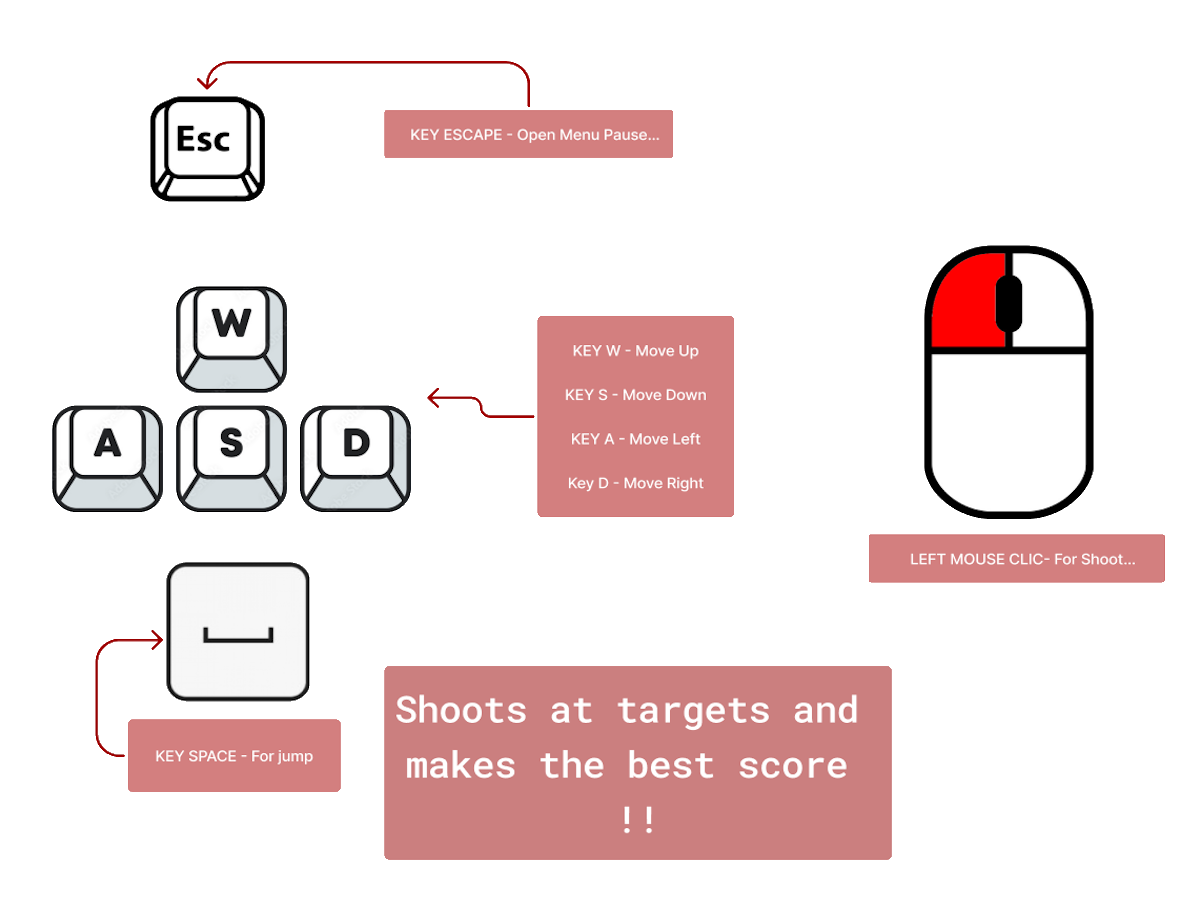 Esc
KEY ESCAPE - Open Menu Pause...
W
A S D
KEY W - Move Up
KEY S - Move Down
KEY A - Move Left
Key D - Move Right
LEFT MOUSE CLIC- For Shoot...
KEY SPACE - For jump
Shoots at targets and
makes the best score
!!